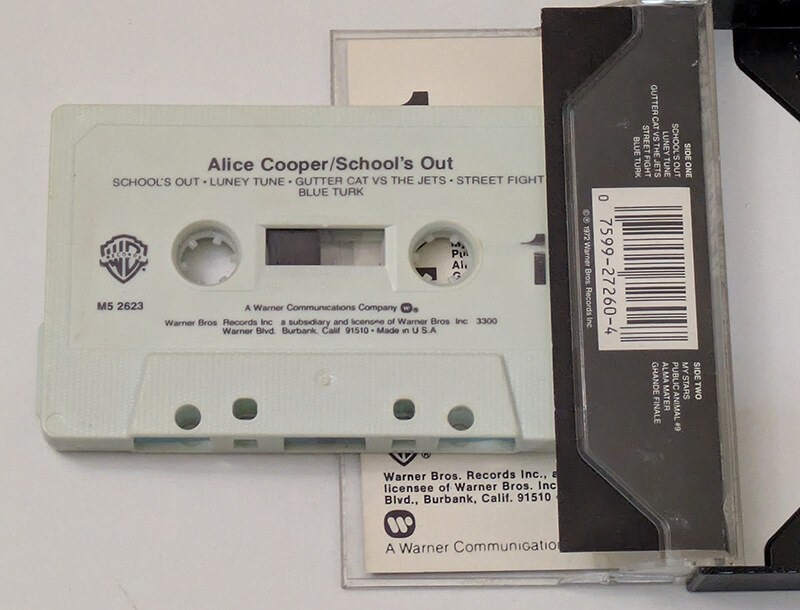 Alice Cooper/School's Out
SCHOOL'S OUT • LUNEY TUNE • GUTTER CAT VS THE JETS • STREET FIGHT
BLUE TURK
M5 2623
A Warner Communications Company
Warner Bros. Records Inc a subsidiary and licensee of Warner Bros Inc 3300
Warner Blvd. Burbank, Calif 91510 • Made in U S A
1
Warner Bros. Records Inc., a
licensee of Warner Bros. Inc
Blvd., Burbank, Calif. 91510
A Warner Communicatio
SIDE ONE
SCHOOL'S OUT
LUNEY TUNE
GUTTER CAT VS THE JETS
STREET FIGHT
BLUE TURK
0 7599-27260-4
© ℗ 1972 Warner Bros. Records Inc.
SIDE TWO
MY STARS
PUBLIC ANIMAL #9
ALMA MATER
GRANDE FINALE